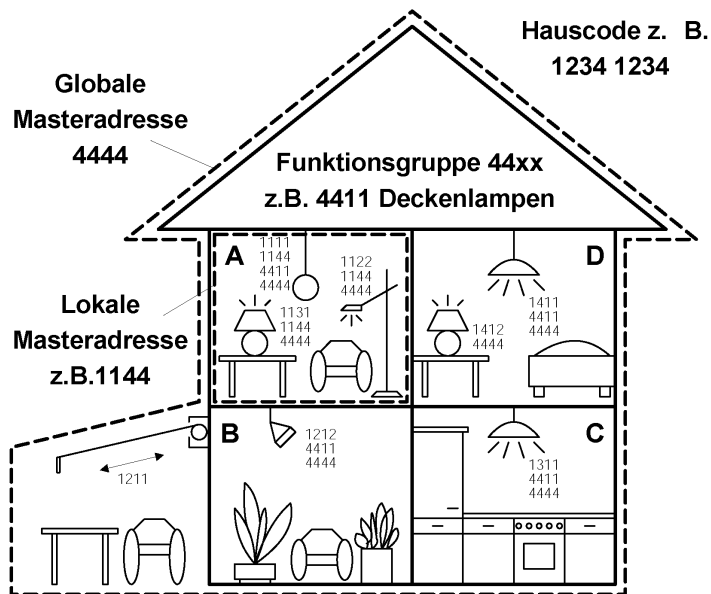 Hauscode z. B.
1234 1234
Globale
Masteradresse
4444
Funktionsgruppe 44xx
z.B. 4411 Deckenlampen
Lokale
Masteradresse
z.B.1144
A
1111
1144
4411
4444
1122
1144
4444
1131
1144
4444
D
1411
4411
4444
1412
4444
B
1212
4411
4444
C
1311
4411
4444
1211